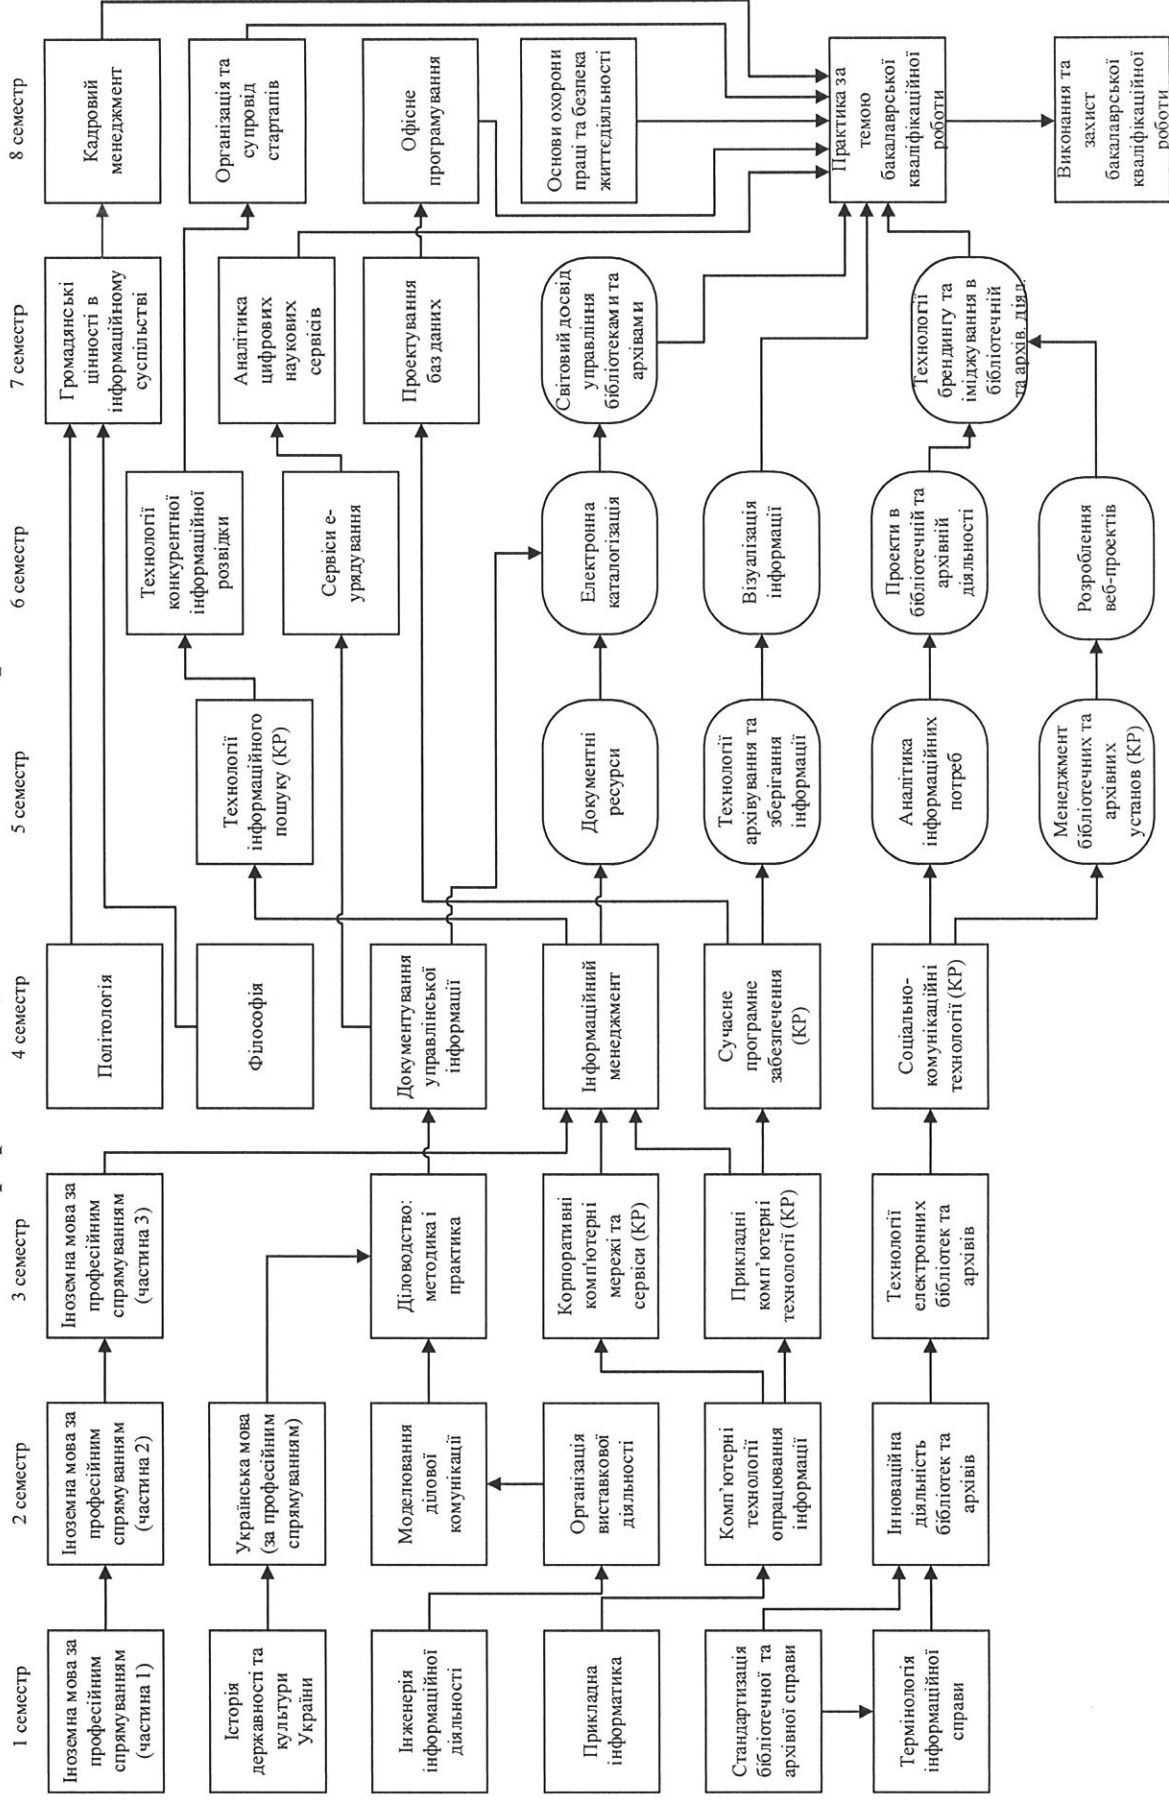 1 семестр
2 семестр
3 семестр
4 семестр
5 семестр
6 семестр
7 семестр
8 семестр
Іноземна мова за
професійним
спрямуванням
(частина 1)
Історія
державності та
культури
України
Інженерія
інформаційної
діяльності
Прикладна
інформатика
Стандартизація
бібліотечної та
архівної справи
Термінологія
інформаційної
справи
Іноземна мова за
професійним
спрямуванням
(частина 2)
Українська мова
(за професійним
спрямуванням)
Моделювання
ділової
комунікації
Організація
виставкової
діяльності
Комп’ютерні
технології
опрацювання
інформації
Інноваційна
діяльність
бібліотек та
архівів
Іноземна мова за
професійним
спрямуванням
(частина 3)
Діловодство:
методика і
практика
Корпоративні
комп'ютерні
мережі та
сервіси (КР)
Прикладні
комп’ютерні
технології (КР)
Технології
електронних
бібліотек та
архівів
Політологія
Філософія
Документування
управлінської
інформації
Інформаційний
менеджмент
Сучасне
програмне
забезпечення
(КР)
Соціально-
комунікаційні
технології (КР)
Технології
інформаційного
пошуку (КР)
Документні
ресурси
Технології
архівування та
зберігання
інформації
Аналітика
інформаційних
потреб
Менеджмент
бібліотечних та
архівних
установ (КР)
Технології
конкурентної
інформаційної
розвідки
Сервіси е-
урядування
Електронна
каталогізація
Візуалізація
інформації
Проекти в
бібліотечній та
архівній
діяльності
Розроблення
веб-проектів
Громадянські
цінності в
інформаційному
суспільстві
Аналітика
цифрових
наукових
сервісів
Проектування
баз даних
Світовий досвід
управління
бібліотеками та
архівами
Технології
брендингу та
іміджування в
бібліотечній
та архів. діял.
Кадровий
менеджмент
Організація та
супровід
стартапів
Офісне
програмування
Основи охорони
праці та безпека
життєдіяльності
Практика за
темою
бакалаврської
кваліфікаційної
роботи
Виконання та
захист
бакалаврської
кваліфікаційної
роботи